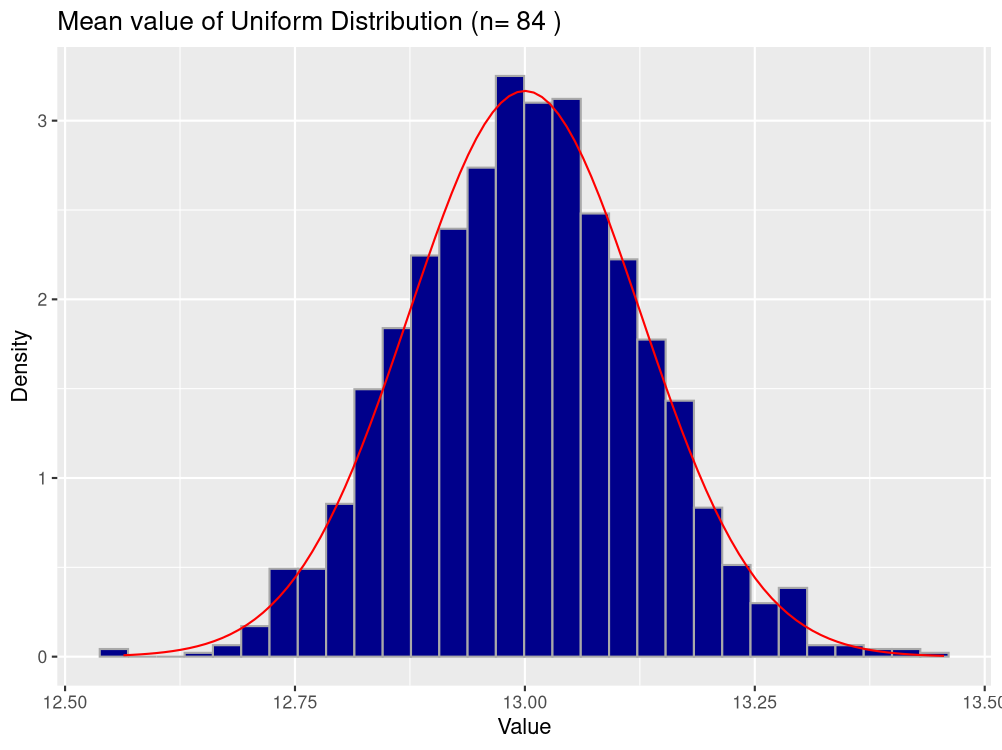 Mean value of Uniform Distribution (n= 84 )
Density
3
2
1
0
12.50 12.75 13.00 13.25 13.50
Value